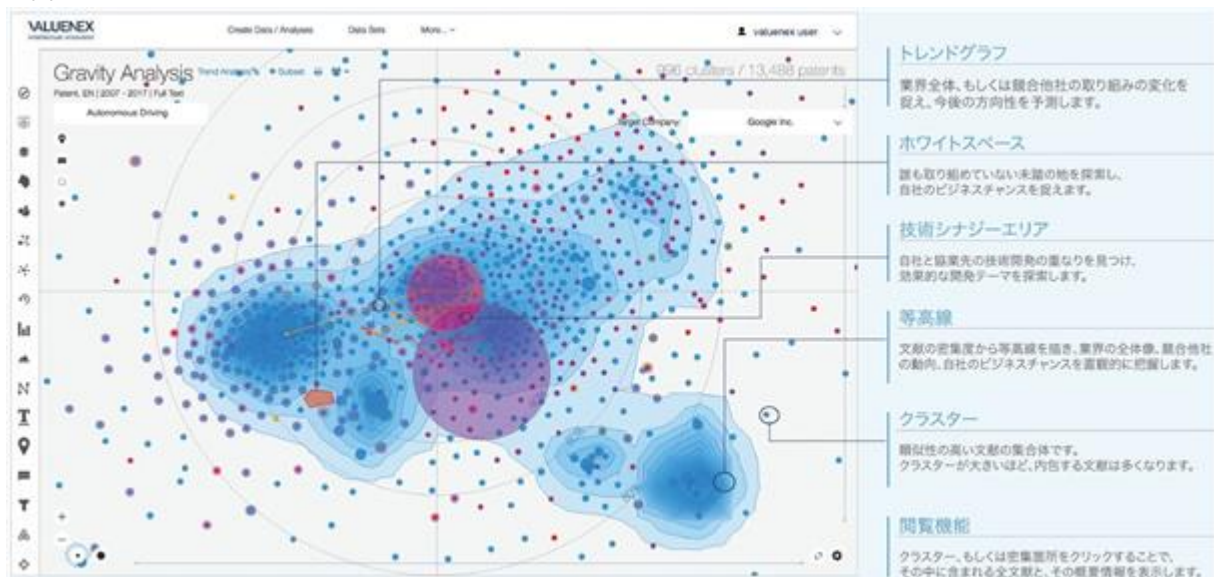 VALUENEX
Create Data / Analyses
Data Sets
More...
valuenex user
Gravity Analysis
Trend Analysis
Subset
996 clusters / 13,488 patents
Patent, EN | 2007 - 2017 | Full Text
Autonomous Driving
Target Company:
Google Inc.
トレンドグラフ
業界全体、もしくは競合他社の取り組みの変化を
捉え、今後の方向性を予測します。
ホワイトスペース
誰も取り組めていない未踏の地を探索し、
自社のビジネスチャンスを捉えます。
技術シナジーエリア
自社と協業先の技術開発の重なりを見つけ、
効果的な開発テーマを探索します。
等高線
文献の密集度から等高線を描き、業界の全体像、競合他社
の動向、自社のビジネスチャンスを直観的に把握します。
クラスター
類似性の高い文献の集合体です。
クラスターが大きいほど、内包する文献は多くなります。
閲覧機能
クラスター、もしくは密集箇所をクリックすることで、
その中に含まれる全文献と、その概要情報を表示します。